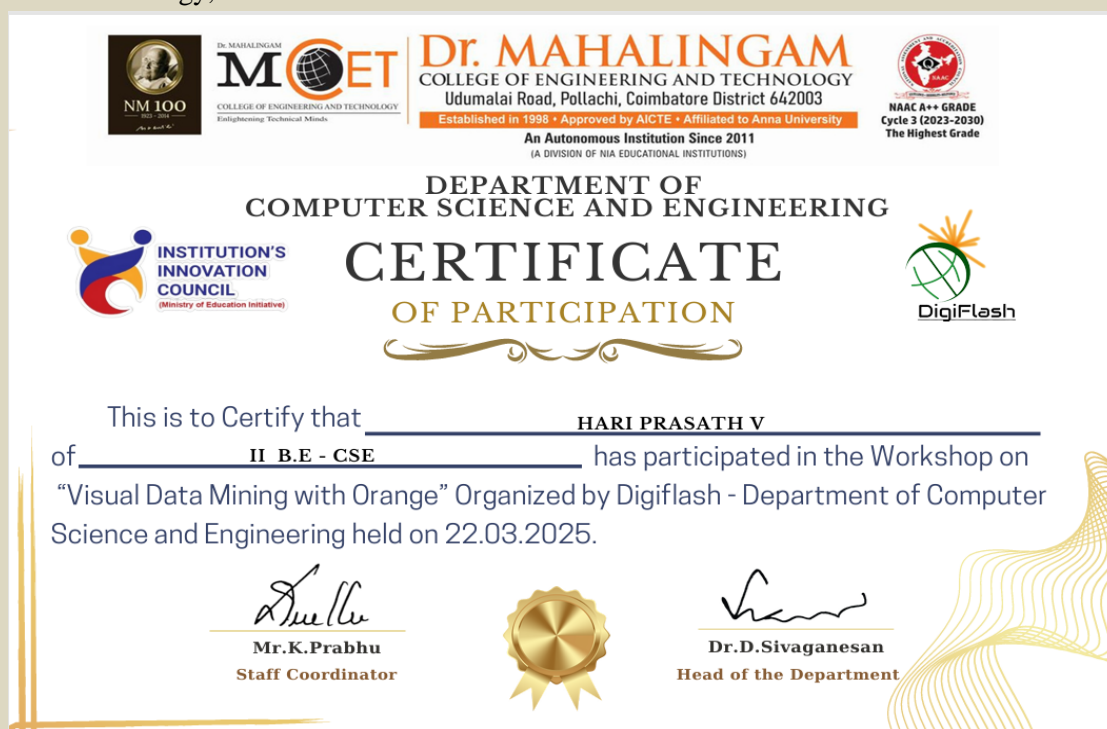 NM 100
1923 - 2014
Dr. MAHALINGAM
MCET
COLLEGE OF ENGINEERING AND TECHNOLOGY
Enlightening Technical Minds
Dr. MAHALINGAM
COLLEGE OF ENGINEERING AND TECHNOLOGY
Udumalai Road, Pollachi, Coimbatore District 642003
Established in 1998 • Approved by AICTE • Affiliated to Anna University
An Autonomous Institution Since 2011
(A DIVISION OF NIA EDUCATIONAL INSTITUTIONS)
NAAC
NAAC A++ GRADE
Cycle 3 (2023-2030)
The Highest Grade
DEPARTMENT OF
COMPUTER SCIENCE AND ENGINEERING
INSTITUTION'S
INNOVATION
COUNCIL
(Ministry of Education Initiative)
CERTIFICATE
OF PARTICIPATION
DigiFlash
This is to Certify that HARI PRASATH V
of II B.E - CSE has participated in the Workshop on
“Visual Data Mining with Orange” Organized by Digiflash - Department of Computer
Science and Engineering held on 22.03.2025.
Mr.K.Prabhu
Staff Coordinator
Dr.D.Sivaganesan
Head of the Department